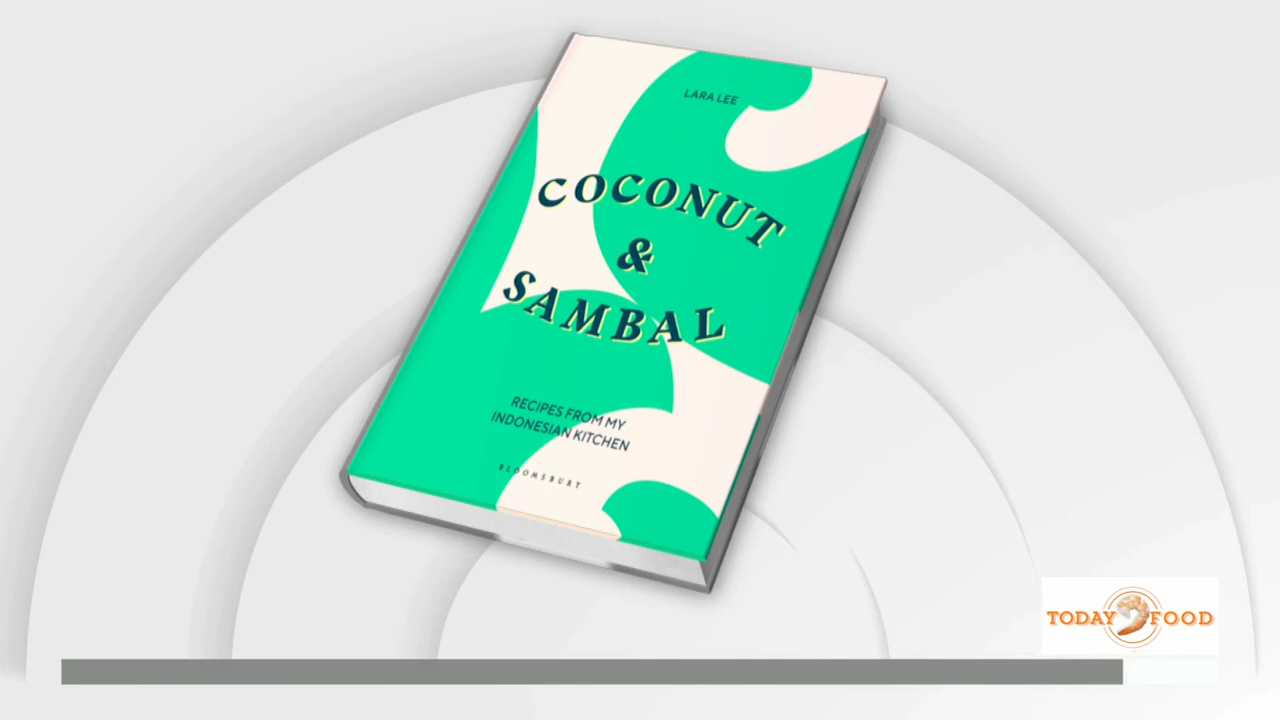 LARA LEE
COCONUT
&
SAMBAL
RECIPES FROM MY
INDONESIAN KITCHEN
BLOOMSBURY
TODAY FOOD